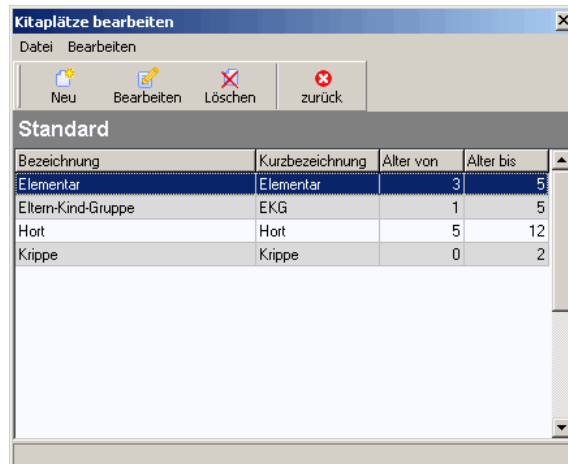 Kitaplätze bearbeiten
Datei Bearbeiten
Neu Bearbeiten Löschen zurück
Standard
Bezeichnung Kurzbezeichnung Alter von Alter bis
Elementar Elementar 3 5
Eltern-Kind-Gruppe EKG 1 5
Hort Hort 5 12
Krippe Krippe 0 2